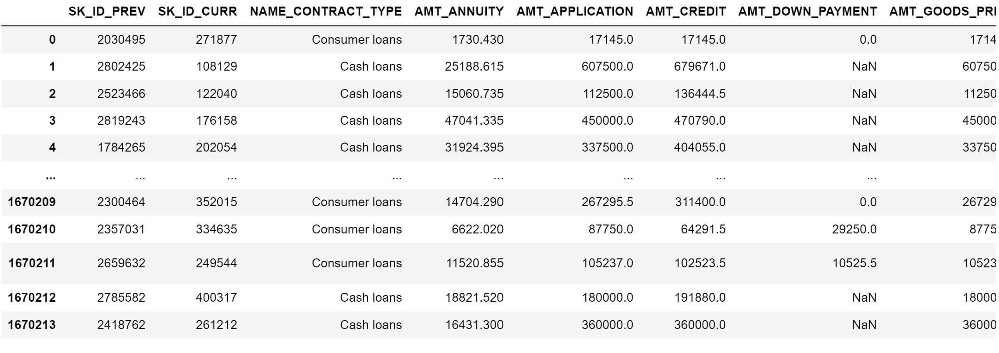 SK_ID_PREV SK_ID_CURR NAME_CONTRACT_TYPE AMT_ANNUITY AMT_APPLICATION AMT_CREDIT AMT_DOWN_PAYMENT AMT_GOODS_PRI
0 2030495 271877 Consumer loans 1730.430 17145.0 17145.0 0.0 1714
1 2802425 108129 Cash loans 25188.615 607500.0 679671.0 NaN 60750
2 2523466 122040 Cash loans 15060.735 112500.0 136444.5 NaN 11250
3 2819243 176158 Cash loans 47041.335 450000.0 470790.0 NaN 45000
4 1784265 202054 Cash loans 31924.395 337500.0 404055.0 NaN 33750
... ... ... ... ... ... ... ...
1670209 2300464 352015 Consumer loans 14704.290 267295.5 311400.0 0.0 26729
1670210 2357031 334635 Consumer loans 6622.020 87750.0 64291.5 29250.0 8775
1670211 2659632 249544 Consumer loans 11520.855 105237.0 102523.5 10525.5 10523
1670212 2785582 400317 Cash loans 18821.520 180000.0 191880.0 NaN 18000
1670213 2418762 261212 Cash loans 16431.300 360000.0 360000.0 NaN 36000